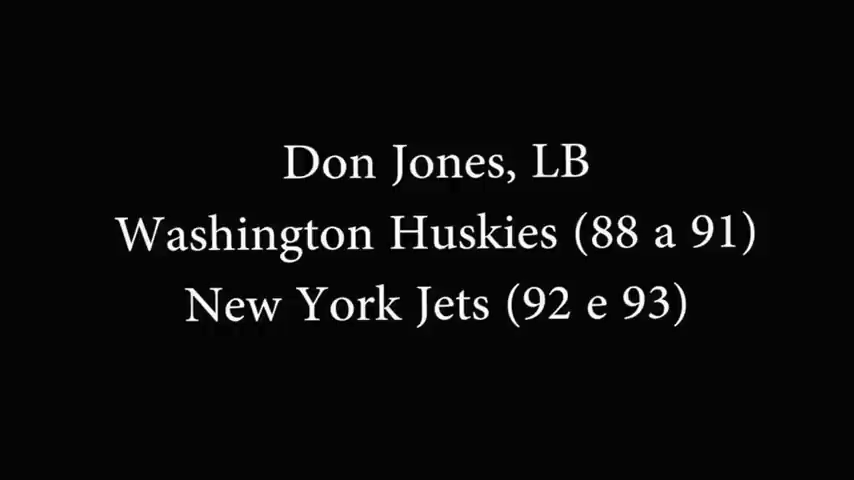 Don Jones, LB
Washington Huskies (88 a 91)
New York Jets (92 e 93)